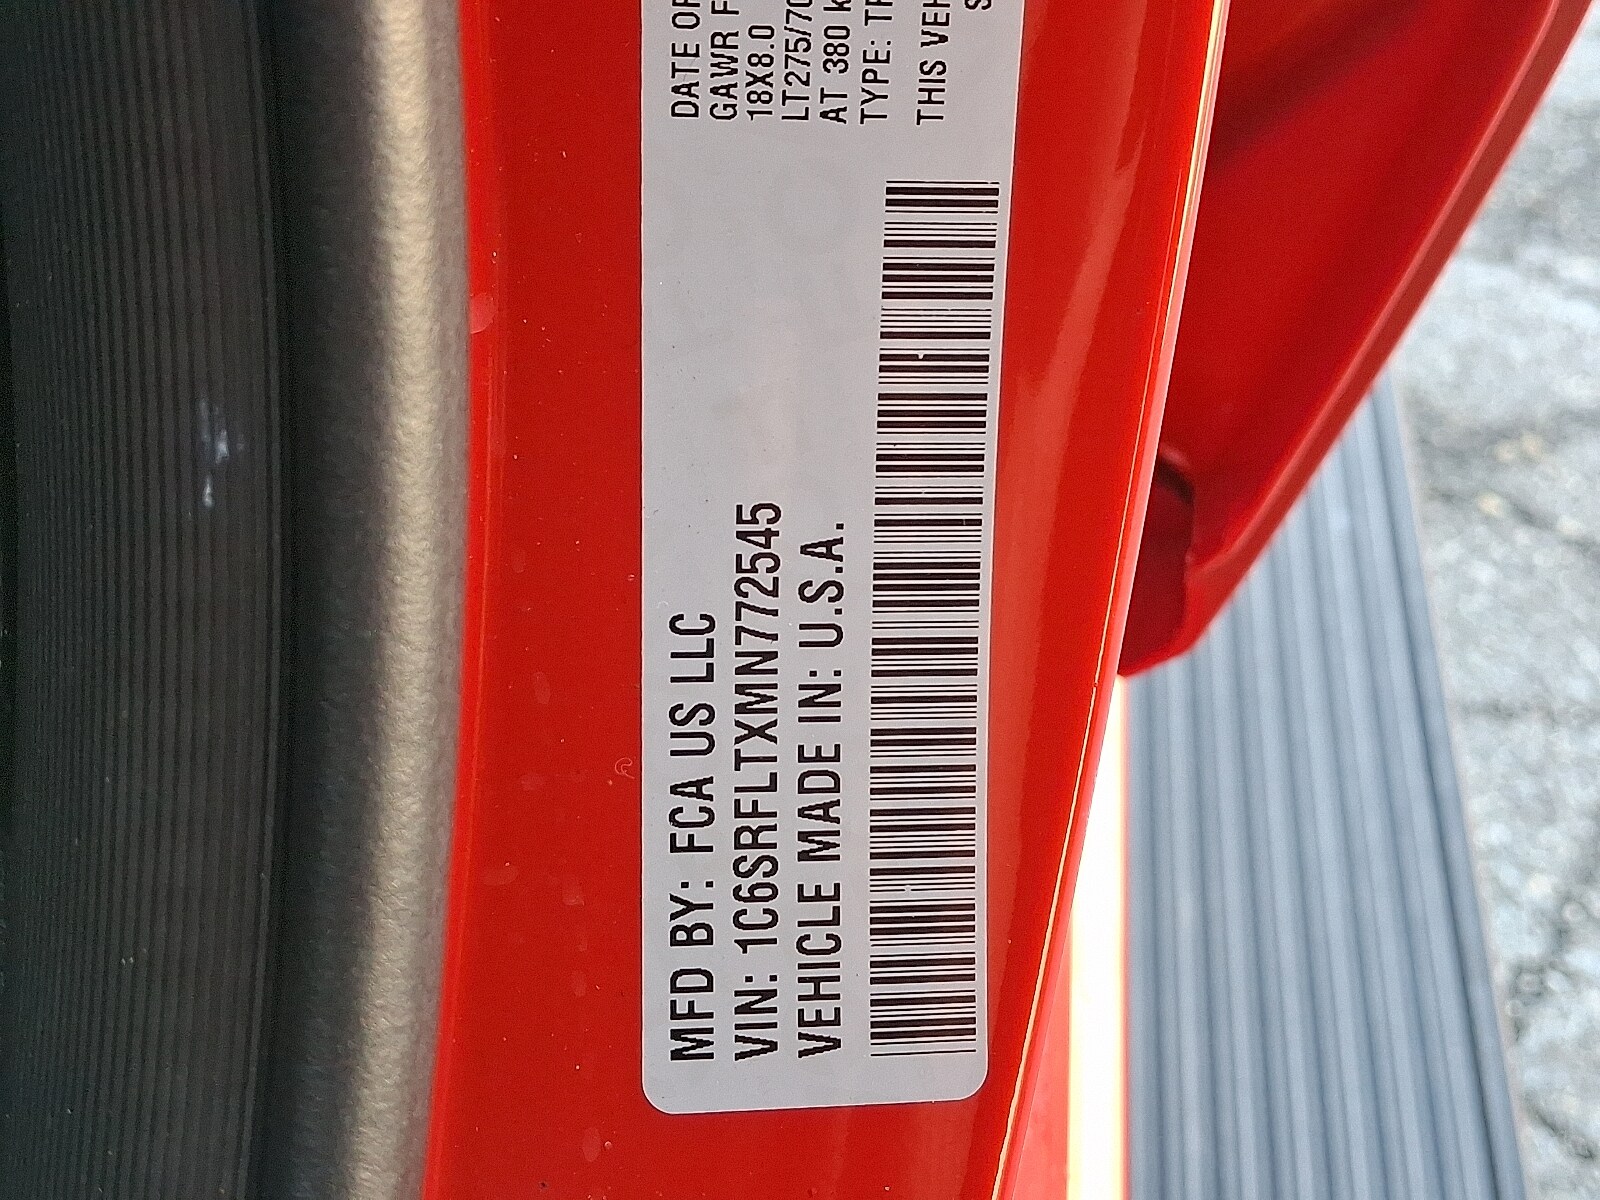 MFD BY: FCA US LLC
VIN: 1C6SRFLTXMN772545
VEHICLE MADE IN: U.S.A.
DATE OF
GAWR F
18X8.0
LT275/70
AT 380 k
TYPE: TR
THIS VEH
S